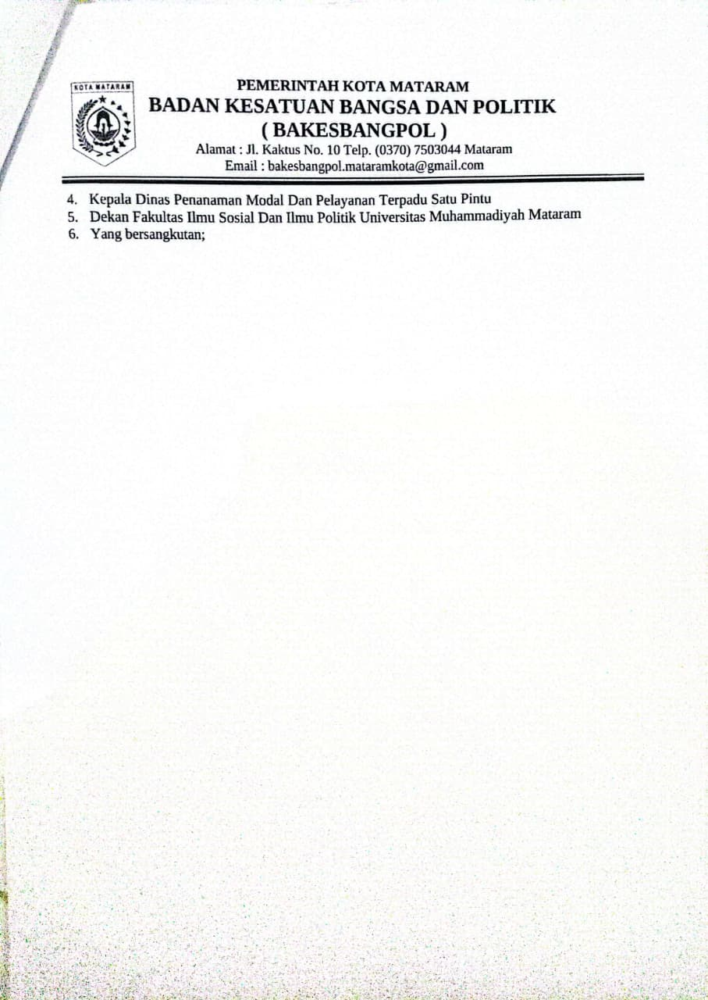 KOTA MATARAM
PEMERINTAH KOTA MATARAM
BADAN KESATUAN BANGSA DAN POLITIK
( BAKESBANGPOL )
Alamat : Jl. Kaktus No. 10 Telp. (0370) 7503044 Mataram
Email : bakesbangpol.mataramkota@gmail.com
4. Kepala Dinas Penanaman Modal Dan Pelayanan Terpadu Satu Pintu
5. Dekan Fakultas Ilmu Sosial Dan Ilmu Politik Universitas Muhammadiyah Mataram
6. Yang bersangkutan;